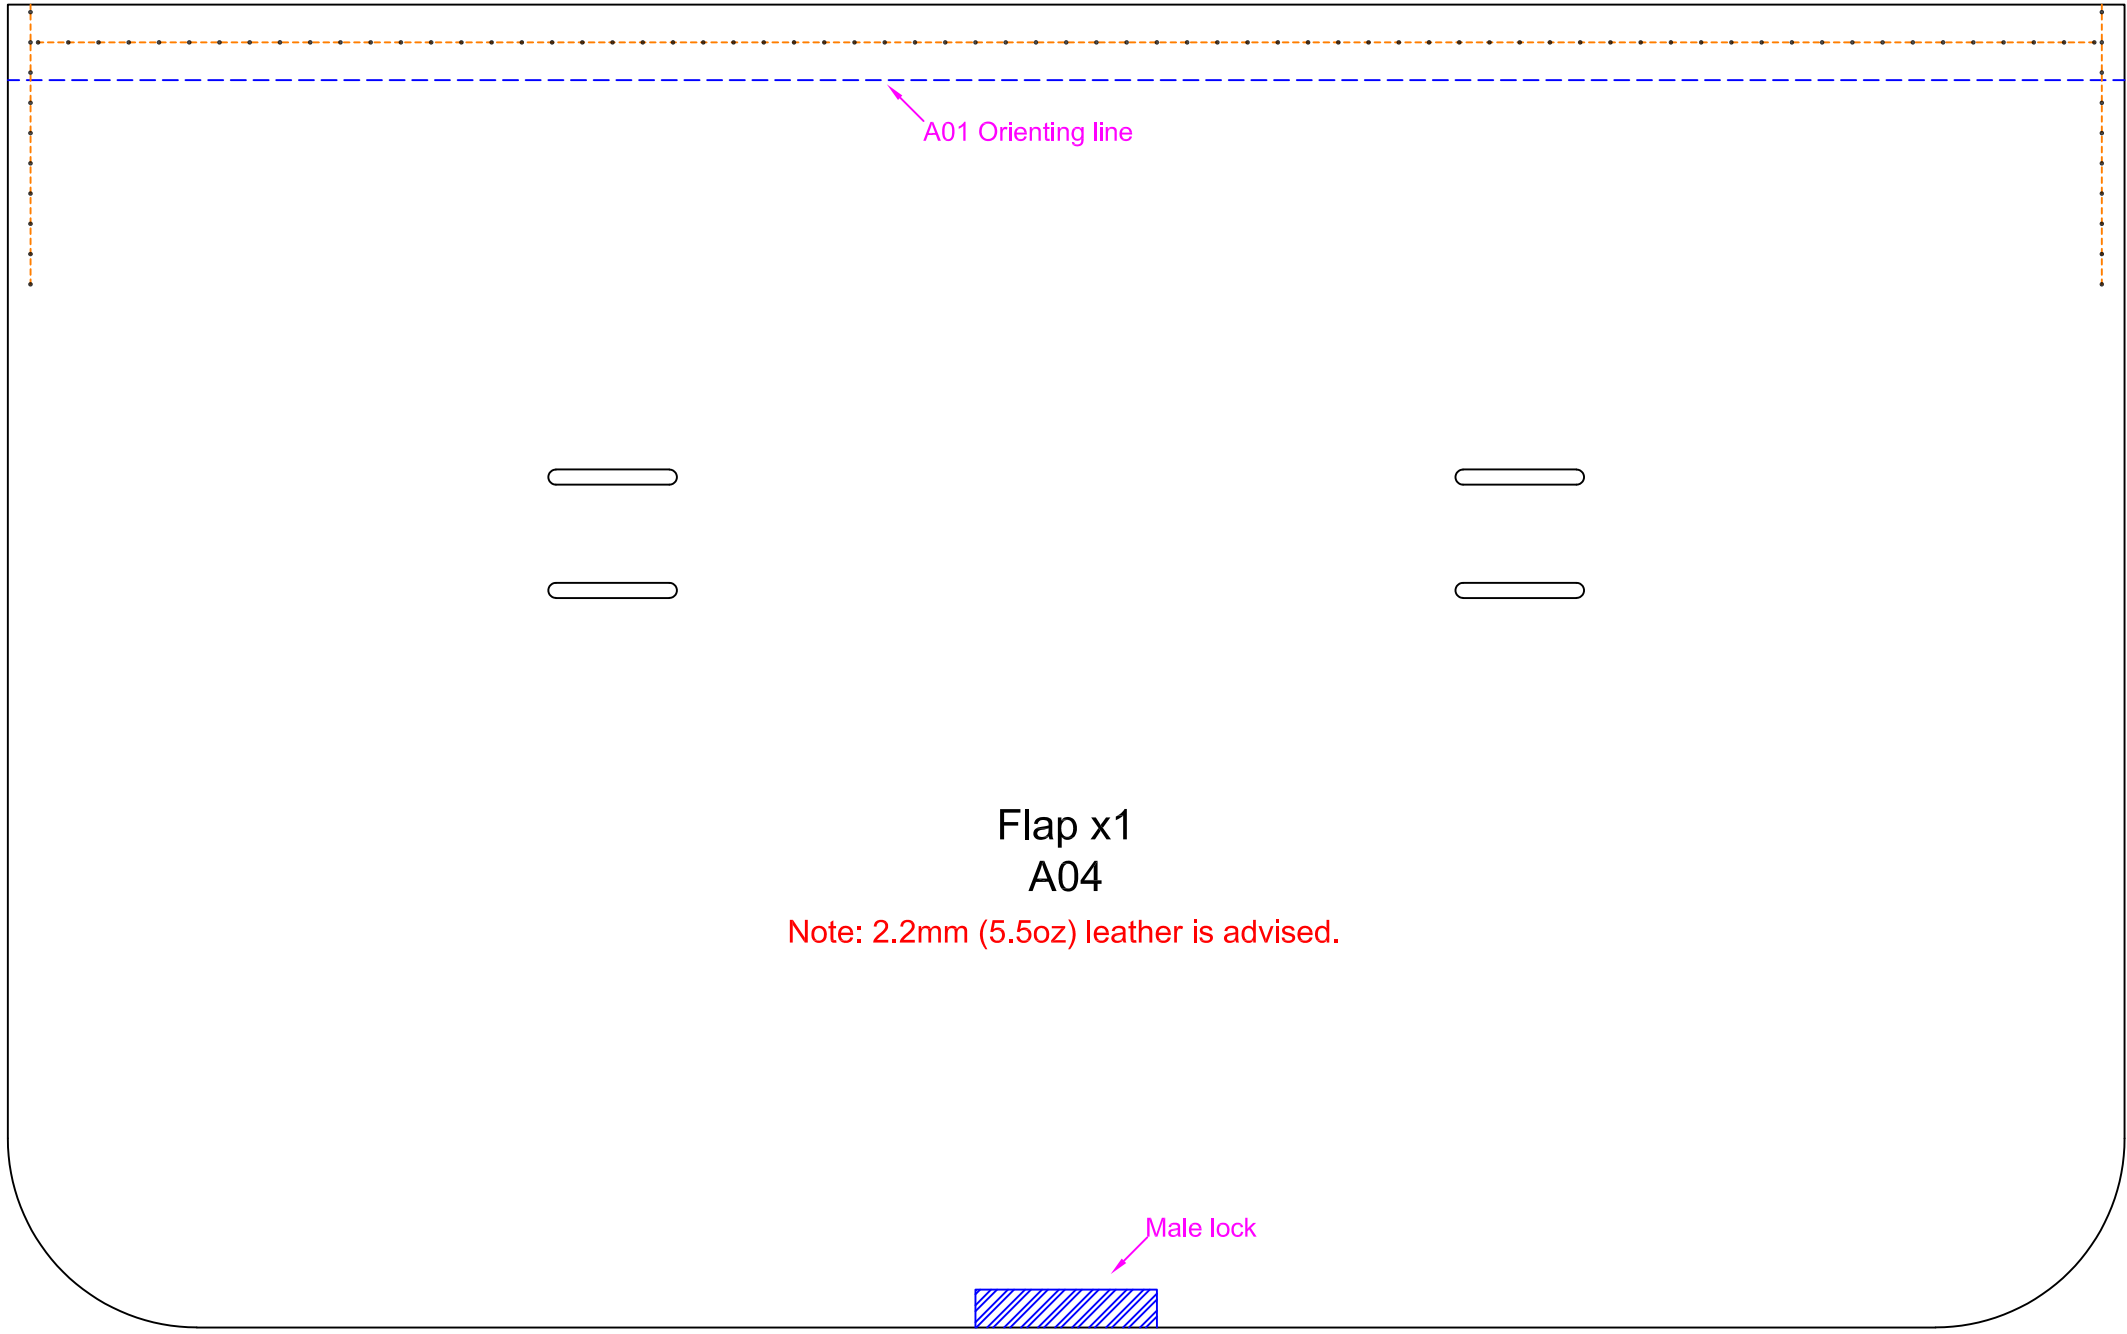 A01 Orienting line
Flap x1
A04
Note: 2.2mm (5.5oz) leather is advised.
Male lock